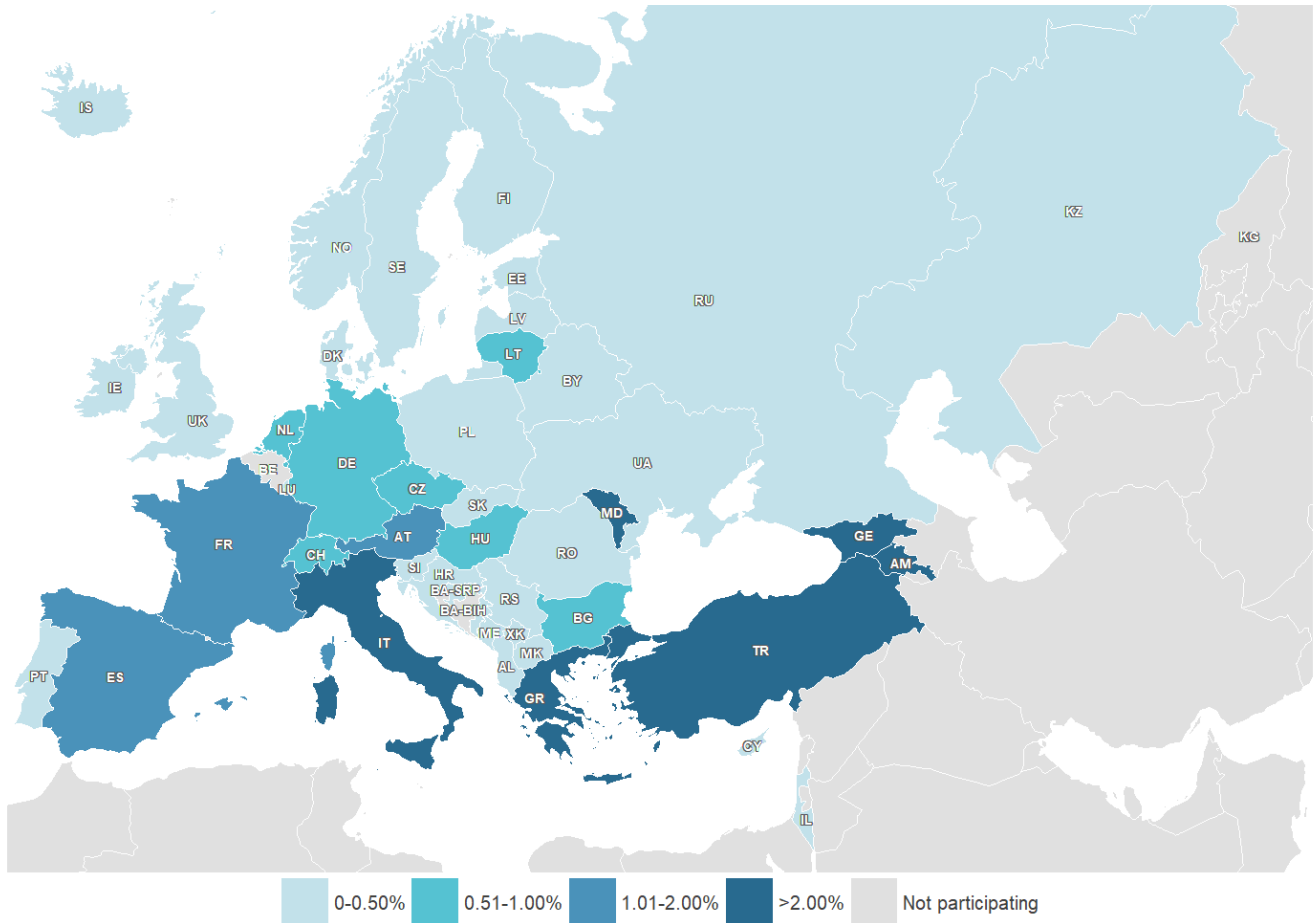 IS
FI
NO
SE
EE
RU
KZ
KG
LV
LT
DK
IE
UK
BY
NL
PL
BE
DE
UA
LU
CZ
SK
MD
FR
AT
HU
GE
CH
RO
AM
SI
HR
BA-SRP
RS
BA-BIH
BG
ME
XK
IT
MK
TR
PT
ES
AL
GR
CY
IL
0-0.50%
0.51-1.00%
1.01-2.00%
>2.00%
Not participating